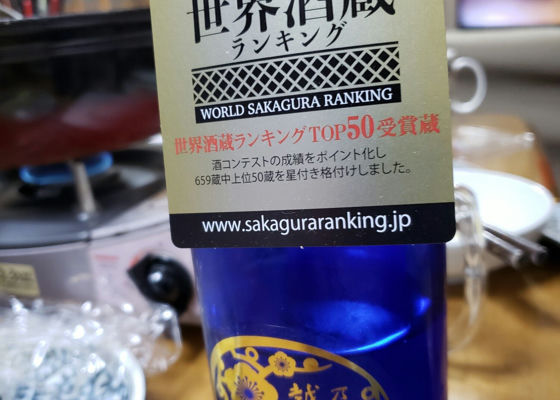 世界酒蔵
ランキング
WORLD SAKAGURA RANKING
世界酒蔵ランキングTOP50受賞蔵
酒コンテストの成績をポイント化し
659蔵中上位50蔵を星付き格付けしました。
www.sakaguraranking.jp
越乃